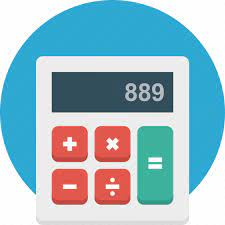 889
+ ×
=
− ÷